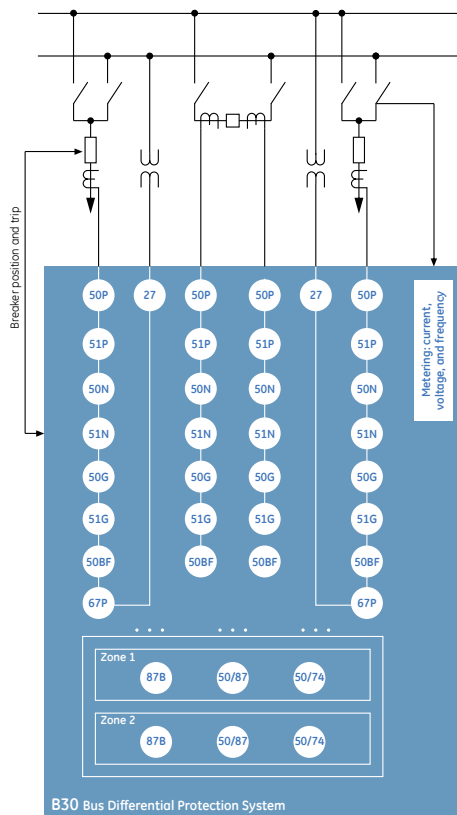 Breaker position and trip
50P 27 50P 50P 27 50P
Metering: current,
voltage, and frequency
51P 51P 51P 51P
50N 50N 50N 50N
51N 51N 51N 51N
50G 50G 50G 50G
51G 51G 51G 51G
50BF 50BF 50BF 50BF
67P 67P
Zone 1
87B 50/87 50/74
Zone 2
87B 50/87 50/74
B30 Bus Differential Protection System